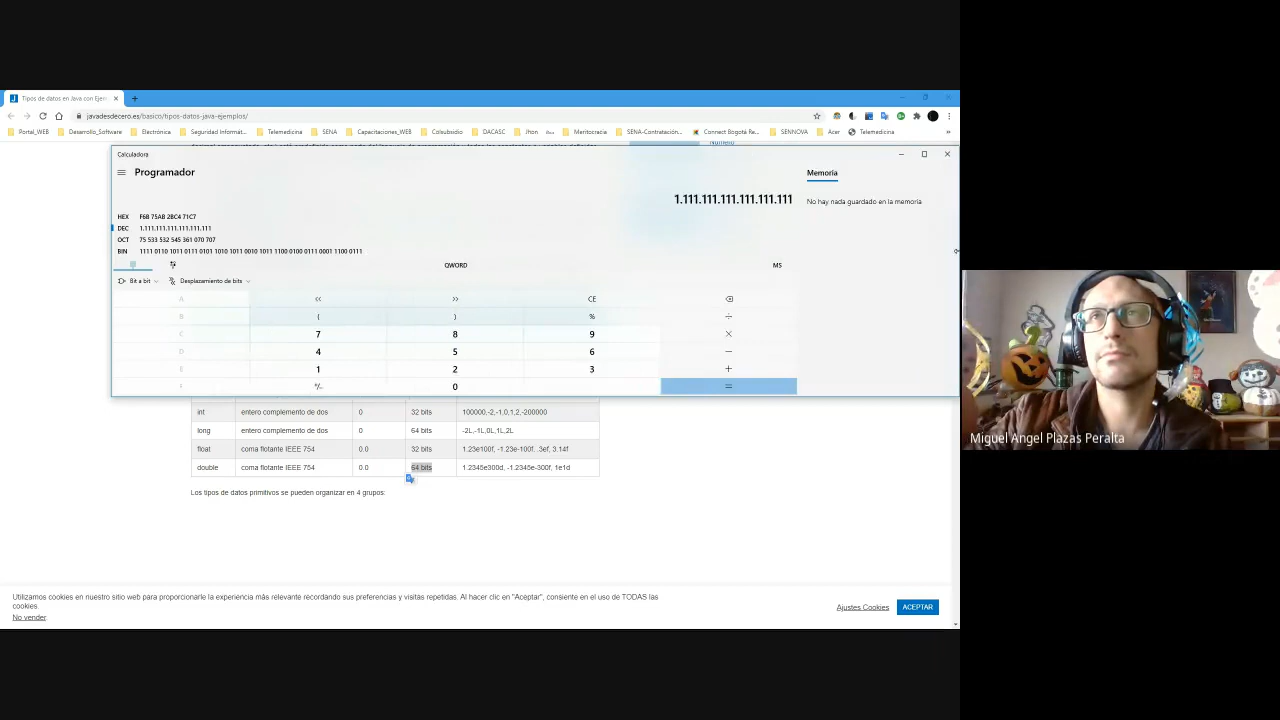 Tipos de datos en Java con Ejem
javadesdecero.es/basico/tipos-datos-java-ejemplos/
Portal_WEB Desarrollo_Software Electrónica Seguridad Informát... Telemedicina SENA Capacitaciones_WEB Colsubsidio DACASC Jhon Meritocracia SENA-Contratación... Connect Bogotá Re... SENNOVA Acer Telemedicina »
Número
Calculadora
Programador
Memoria
1.111.111.111.111.111.111
No hay nada guardado en la memoria
HEX F6B 75AB 2BC4 71C7
DEC 1.111.111.111.111.111.111
OCT 75 533 532 545 361 070 707
BIN 1111 0110 1011 0111 0101 1010 1011 0010 1011 1100 0100 0111 0001 1100 0111
QWORD MS
Bit a bit Desplazamiento de bits
A << >> CE
B ( ) % ÷
C 7 8 9 ×
D 4 5 6 −
E 1 2 3 +
F +/- 0 =
int entero complemento de dos 0 32 bits 100000,-2,-1,0,1,2,-200000
long entero complemento de dos 0 64 bits -2L,-1L,0L,1L,2L
float coma flotante IEEE 754 0.0 32 bits 1.23e100f, -1.23e-100f, .3ef, 3.14f
double coma flotante IEEE 754 0.0 64 bits 1.2345e300d, -1.2345e-300f, 1e1d
Los tipos de datos primitivos se pueden organizar en 4 grupos:
Utilizamos cookies en nuestro sitio web para proporcionarle la experiencia más relevante recordando sus preferencias y visitas repetidas. Al hacer clic en "Aceptar", consiente en el uso de TODAS las
cookies.
No vender
Ajustes Cookies ACEPTAR
Miguel Angel Plazas Peralta